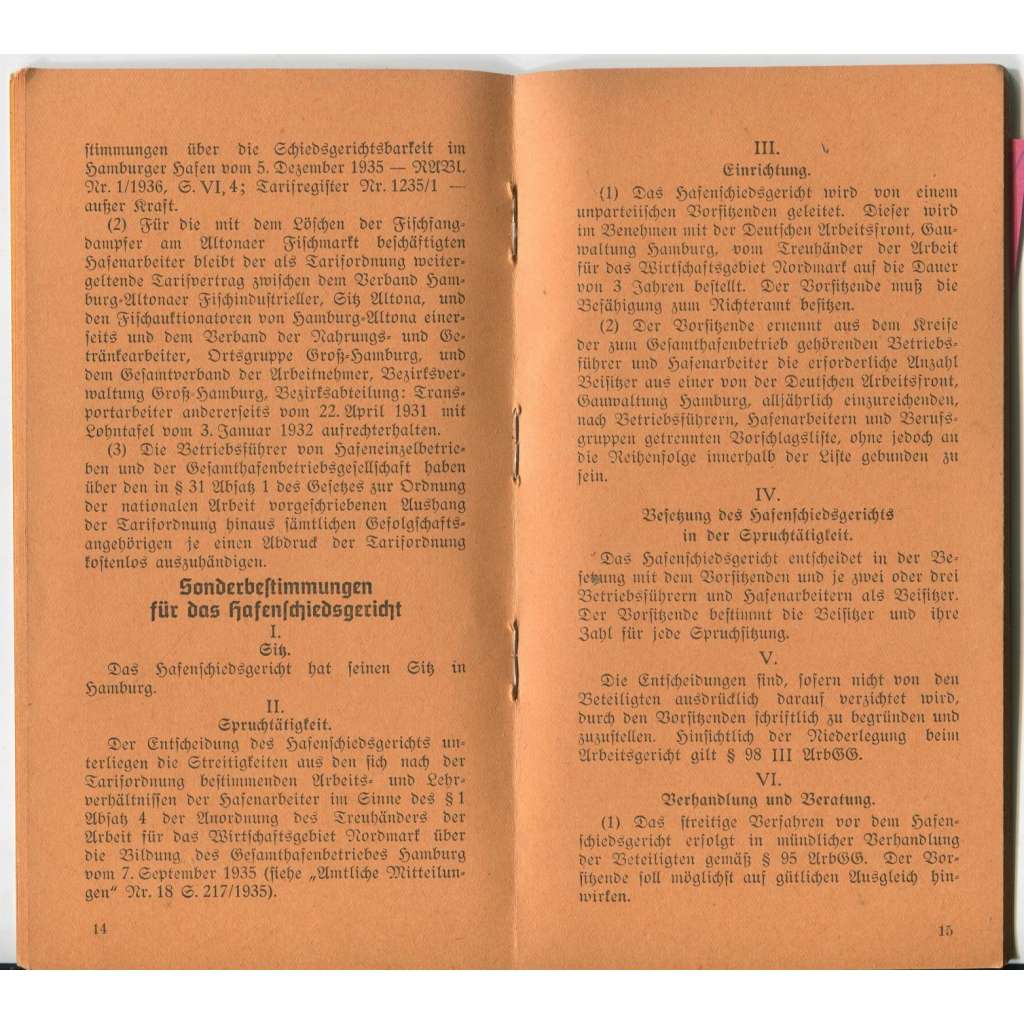 stimmungen über die Schiedsgerichtsbarkeit im
Hamburger Hafen vom 5. Dezember 1935 — RABl.
Nr. 1/1936, S. VI, 4; Tarifregister Nr. 1235/1 —
außer Kraft.
(2) Für die mit dem Löschen der Fischfang-
dampfer am Altonaer Fischmarkt beschäftigten
Hafenarbeiter bleibt der als Tarifordnung weiter-
geltende Tarifvertrag zwischen dem Verband Ham-
burg-Altonaer Fischindustrieller, Sitz Altona, und
den Fischauktionatoren von Hamburg-Altona einer-
seits und dem Verband der Nahrungs- und Ge-
tränkearbeiter, Ortsgruppe Groß-Hamburg, und
dem Gesamtverband der Arbeitnehmer, Bezirksver-
waltung Groß-Hamburg, Bezirksabteilung: Trans-
portarbeiter andererseits vom 22. April 1931 mit
Lohntafel vom 3. Januar 1932 aufrechterhalten.
(3) Die Betriebsführer von Hafeneinzelbetrie-
ben und der Gesamthafenbetriebsgesellschaft haben
über den in § 31 Absatz 1 des Gesetzes zur Ordnung
der nationalen Arbeit vorgeschriebenen Aushang
der Tarifordnung hinaus sämtlichen Gefolgschafts-
angehörigen je einen Abdruck der Tarifordnung
kostenlos auszuhändigen.
Sonderbestimmungen
für das Hafenschiedsgericht
I.
Sitz.
Das Hafenschiedsgericht hat seinen Sitz in
Hamburg.
II.
Spruchtätigkeit.
Der Entscheidung des Hafenschiedsgerichts un-
terliegen die Streitigkeiten aus den sich nach der
Tarifordnung bestimmenden Arbeits- und Lehr-
verhältnissen der Hafenarbeiter im Sinne des § 1
Absatz 4 der Anordnung des Treuhänders der
Arbeit für das Wirtschaftsgebiet Nordmark über
die Bildung des Gesamthafenbetriebes Hamburg
vom 7. September 1935 (siehe „Amtliche Mitteilun-
gen“ Nr. 18 S. 217/1935).
14
III.
Einrichtung.
(1) Das Hafenschiedsgericht wird von einem
unparteiischen Vorsitzenden geleitet. Dieser wird
im Benehmen mit der Deutschen Arbeitsfront, Gau-
waltung Hamburg, vom Treuhänder der Arbeit
für das Wirtschaftsgebiet Nordmark auf die Dauer
von 3 Jahren bestellt. Der Vorsitzende muß die
Befähigung zum Richteramt besitzen.
(2) Der Vorsitzende ernennt aus dem Kreise
der zum Gesamthafenbetrieb gehörenden Betriebs-
führer und Hafenarbeiter die erforderliche Anzahl
Beisitzer aus einer von der Deutschen Arbeitsfront,
Gauwaltung Hamburg, alljährlich einzureichenden,
nach Betriebsführern, Hafenarbeitern und Berufs-
gruppen getrennten Vorschlagsliste, ohne jedoch an
die Reihenfolge innerhalb der Liste gebunden zu
sein.
IV.
Besetzung des Hafenschiedsgerichts
in der Spruchtätigkeit.
Das Hafenschiedsgericht entscheidet in der Be-
setzung mit dem Vorsitzenden und je zwei oder drei
Betriebsführern und Hafenarbeitern als Beisitzer.
Der Vorsitzende bestimmt die Beisitzer und ihre
Zahl für jede Spruchsitzung.
V.
Die Entscheidungen sind, sofern nicht von den
Beteiligten ausdrücklich darauf verzichtet wird,
durch den Vorsitzenden schriftlich zu begründen und
zuzustellen. Hinsichtlich der Niederlegung beim
Arbeitsgericht gilt § 98 III ArbGG.
VI.
Verhandlung und Beratung.
(1) Das streitige Verfahren vor dem Hafen-
schiedsgericht erfolgt in mündlicher Verhandlung
der Beteiligten gemäß § 95 ArbGG. Der Vor-
sitzende soll möglichst auf gütlichen Ausgleich hin-
wirken.
15